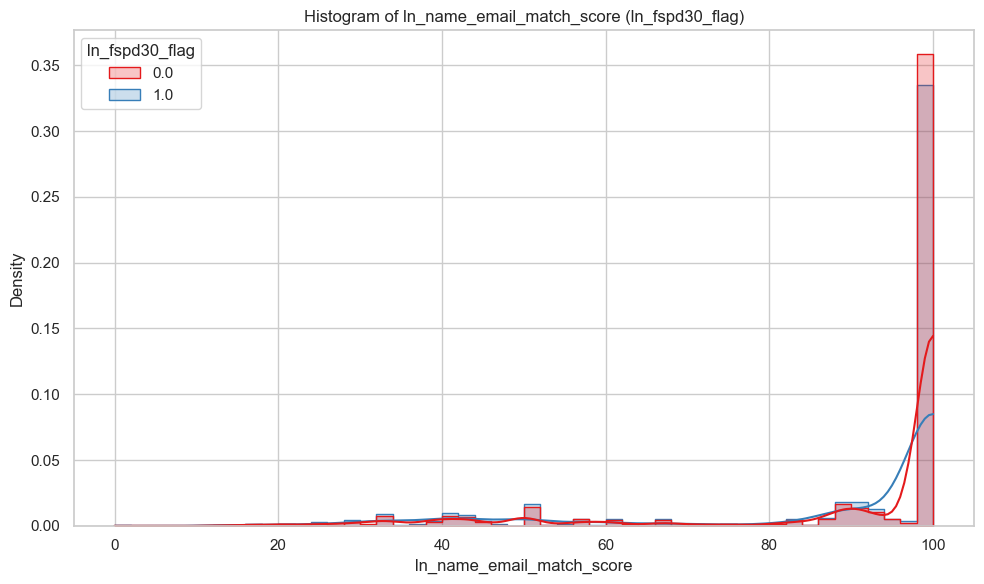 Histogram of ln_name_email_match_score (ln_fspd30_flag)
ln_fspd30_flag
0.0
1.0
Density
0.35
0.30
0.25
0.20
0.15
0.10
0.05
0.00
0 20 40 60 80 100
ln_name_email_match_score